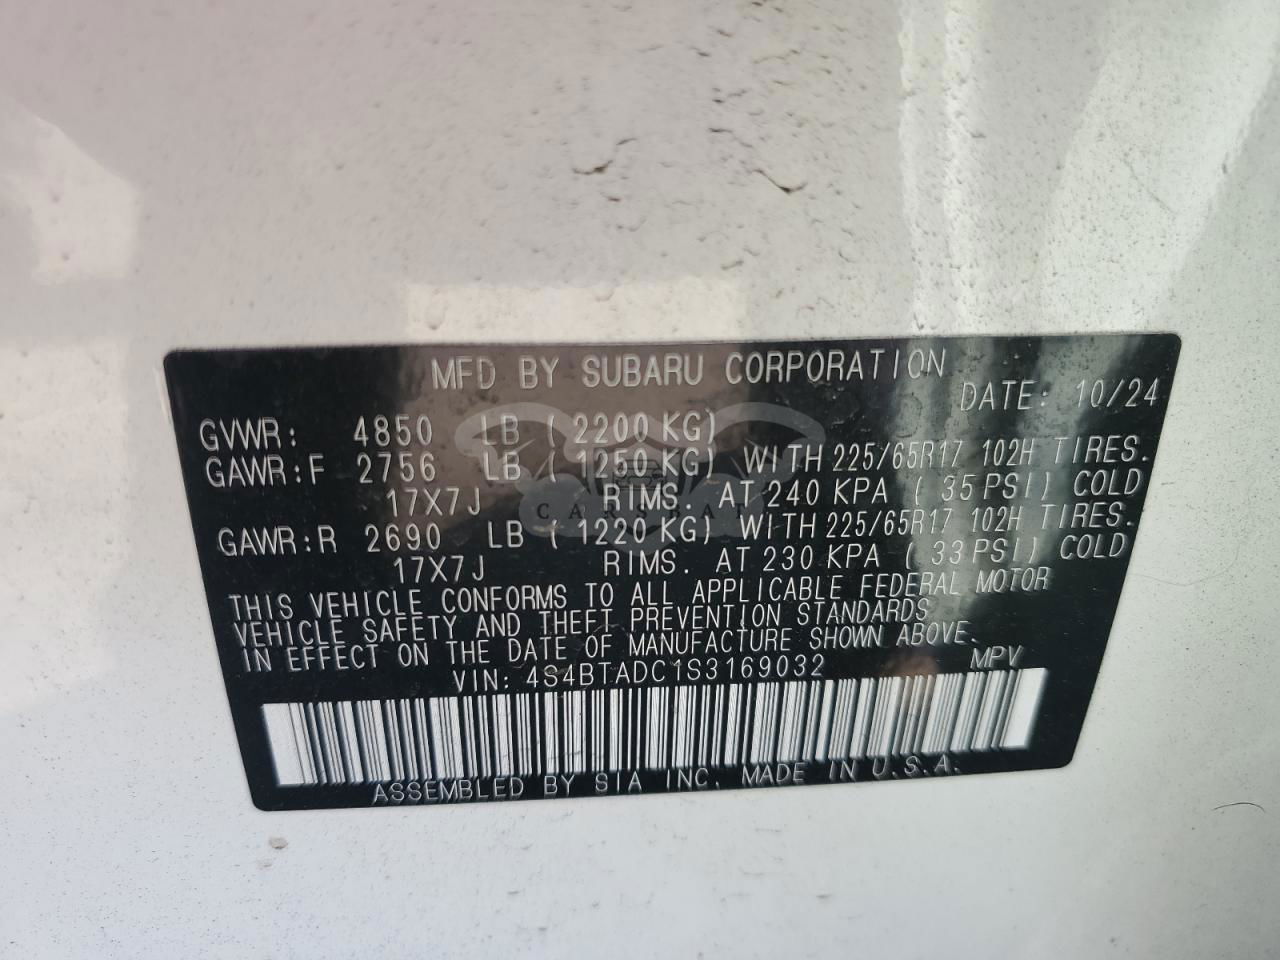 MFD BY SUBARU CORPORATION
DATE: 10/24
GVWR: 4850 LB ( 2200 KG)
GAWR:F 2756 LB ( 1250 KG) WITH 225/65R17 102H TIRES.
17X7J RIMS. AT 240 KPA ( 35 PSI) COLD
GAWR:R 2690 LB ( 1220 KG) WITH 225/65R17 102H TIRES.
17X7J RIMS. AT 230 KPA ( 33 PSI) COLD
THIS VEHICLE CONFORMS TO ALL APPLICABLE FEDERAL MOTOR
VEHICLE SAFETY AND THEFT PREVENTION STANDARDS
IN EFFECT ON THE DATE OF MANUFACTURE SHOWN ABOVE.
VIN: 4S4BTADC1S3169032 MPV
ASSEMBLED BY SIA INC. MADE IN U.S.A.